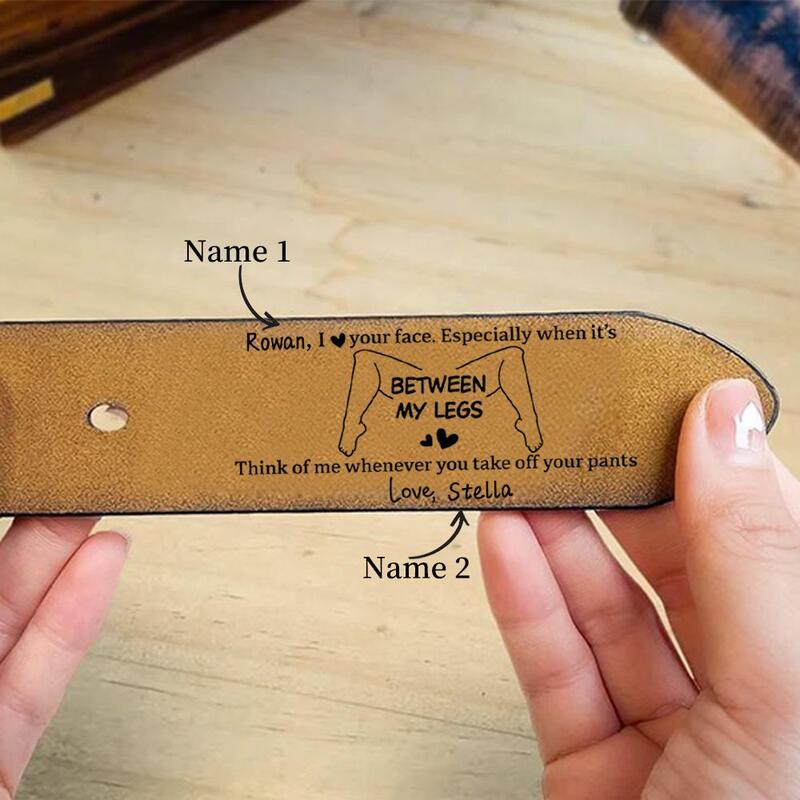 Name 1
Rowan, I ♥ your face. Especially when it's
BETWEEN
MY LEGS
Think of me whenever you take off your pants
Love, Stella
Name 2